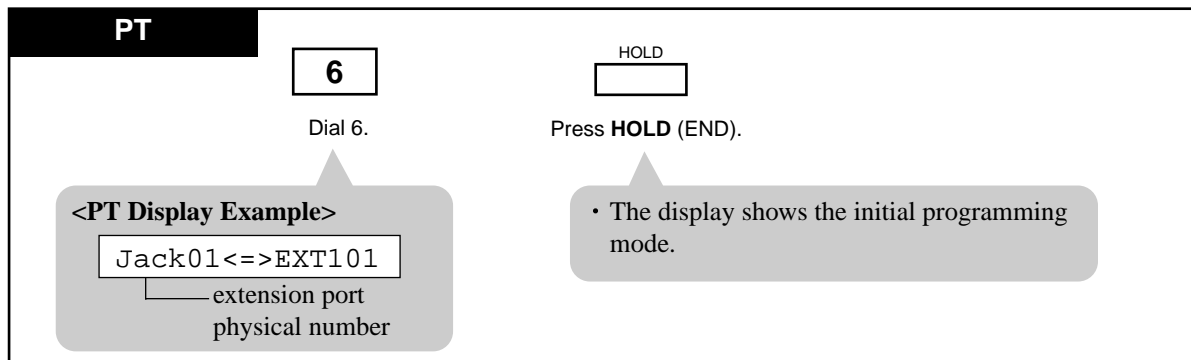 PT
6
HOLD
Dial 6.
Press HOLD (END).
<PT Display Example>
Jack01<=>EXT101
extension port
physical number
・The display shows the initial programming
mode.